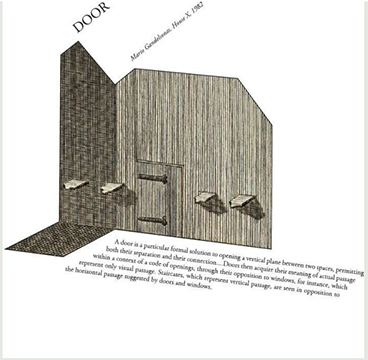 DOOR
Mario Gandelsonas, House X, 1982
A door is a particular formal solution to opening a vertical plane between two spaces, permitting
both their separation and their connection....Doors then acquire their meaning of actual passage
within a context of a code of openings, through their opposition to windows, for instance, which
represent only visual passage. Staircases, which represent vertical passage, are seen in opposition to
the horizontal passage suggested by doors and windows.